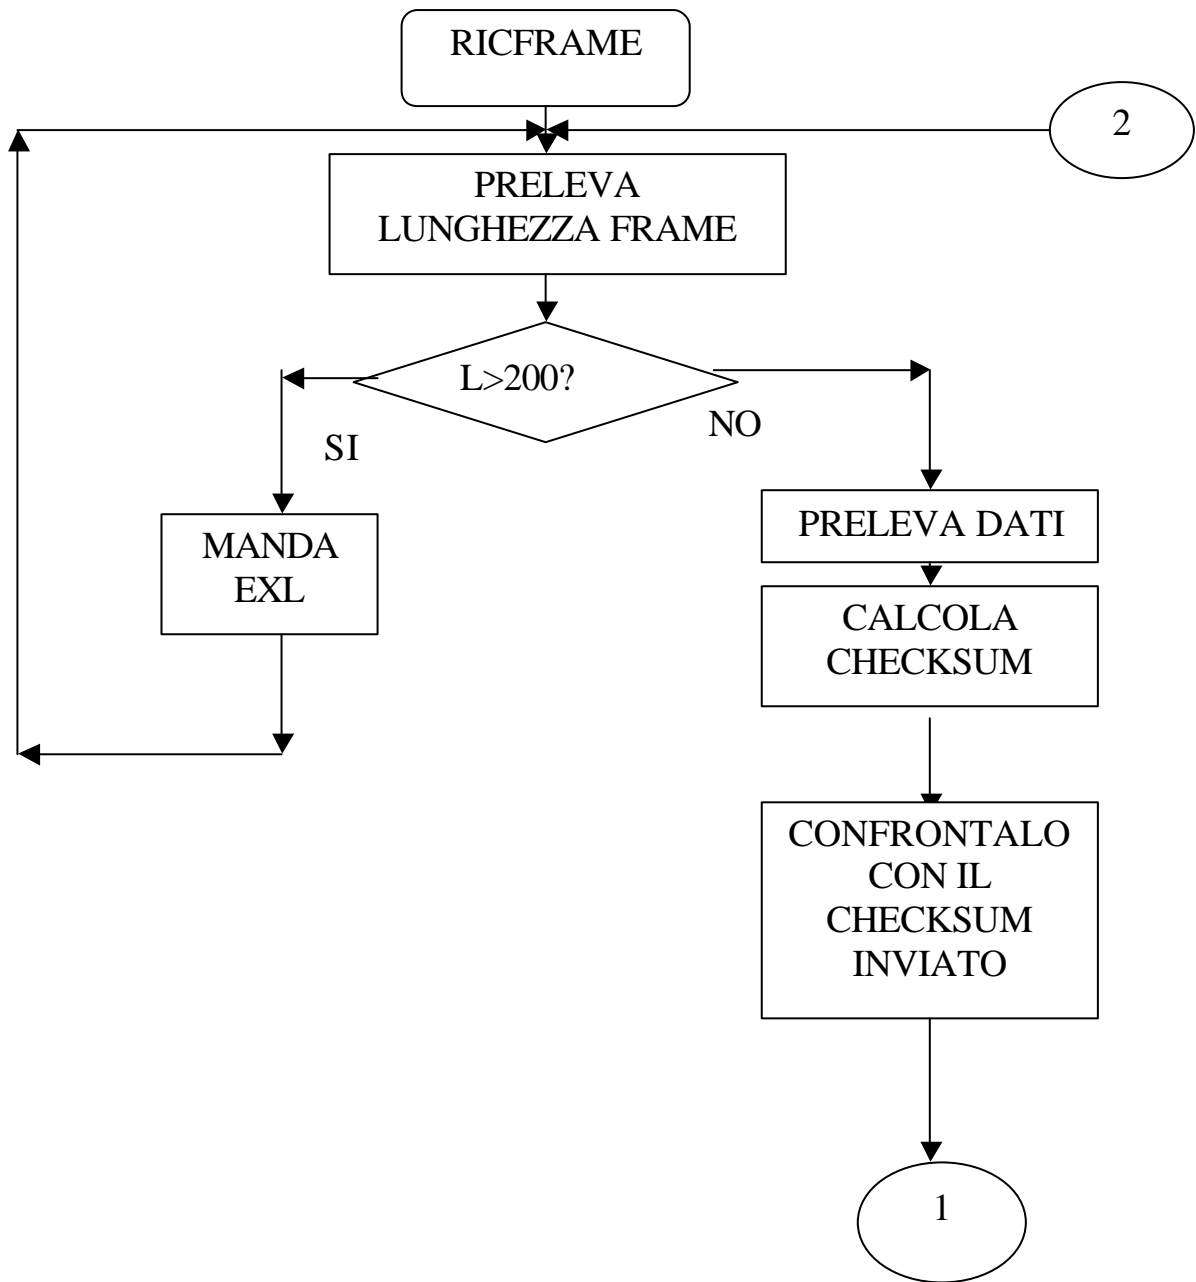 RICFRAME
2
PRELEVA
LUNGHEZZA FRAME
L>200?
NO
SI
PRELEVA DATI
MANDA
EXL
CALCOLA
CHECKSUM
CONFRONTALO
CON IL
CHECKSUM
INVIATO
1